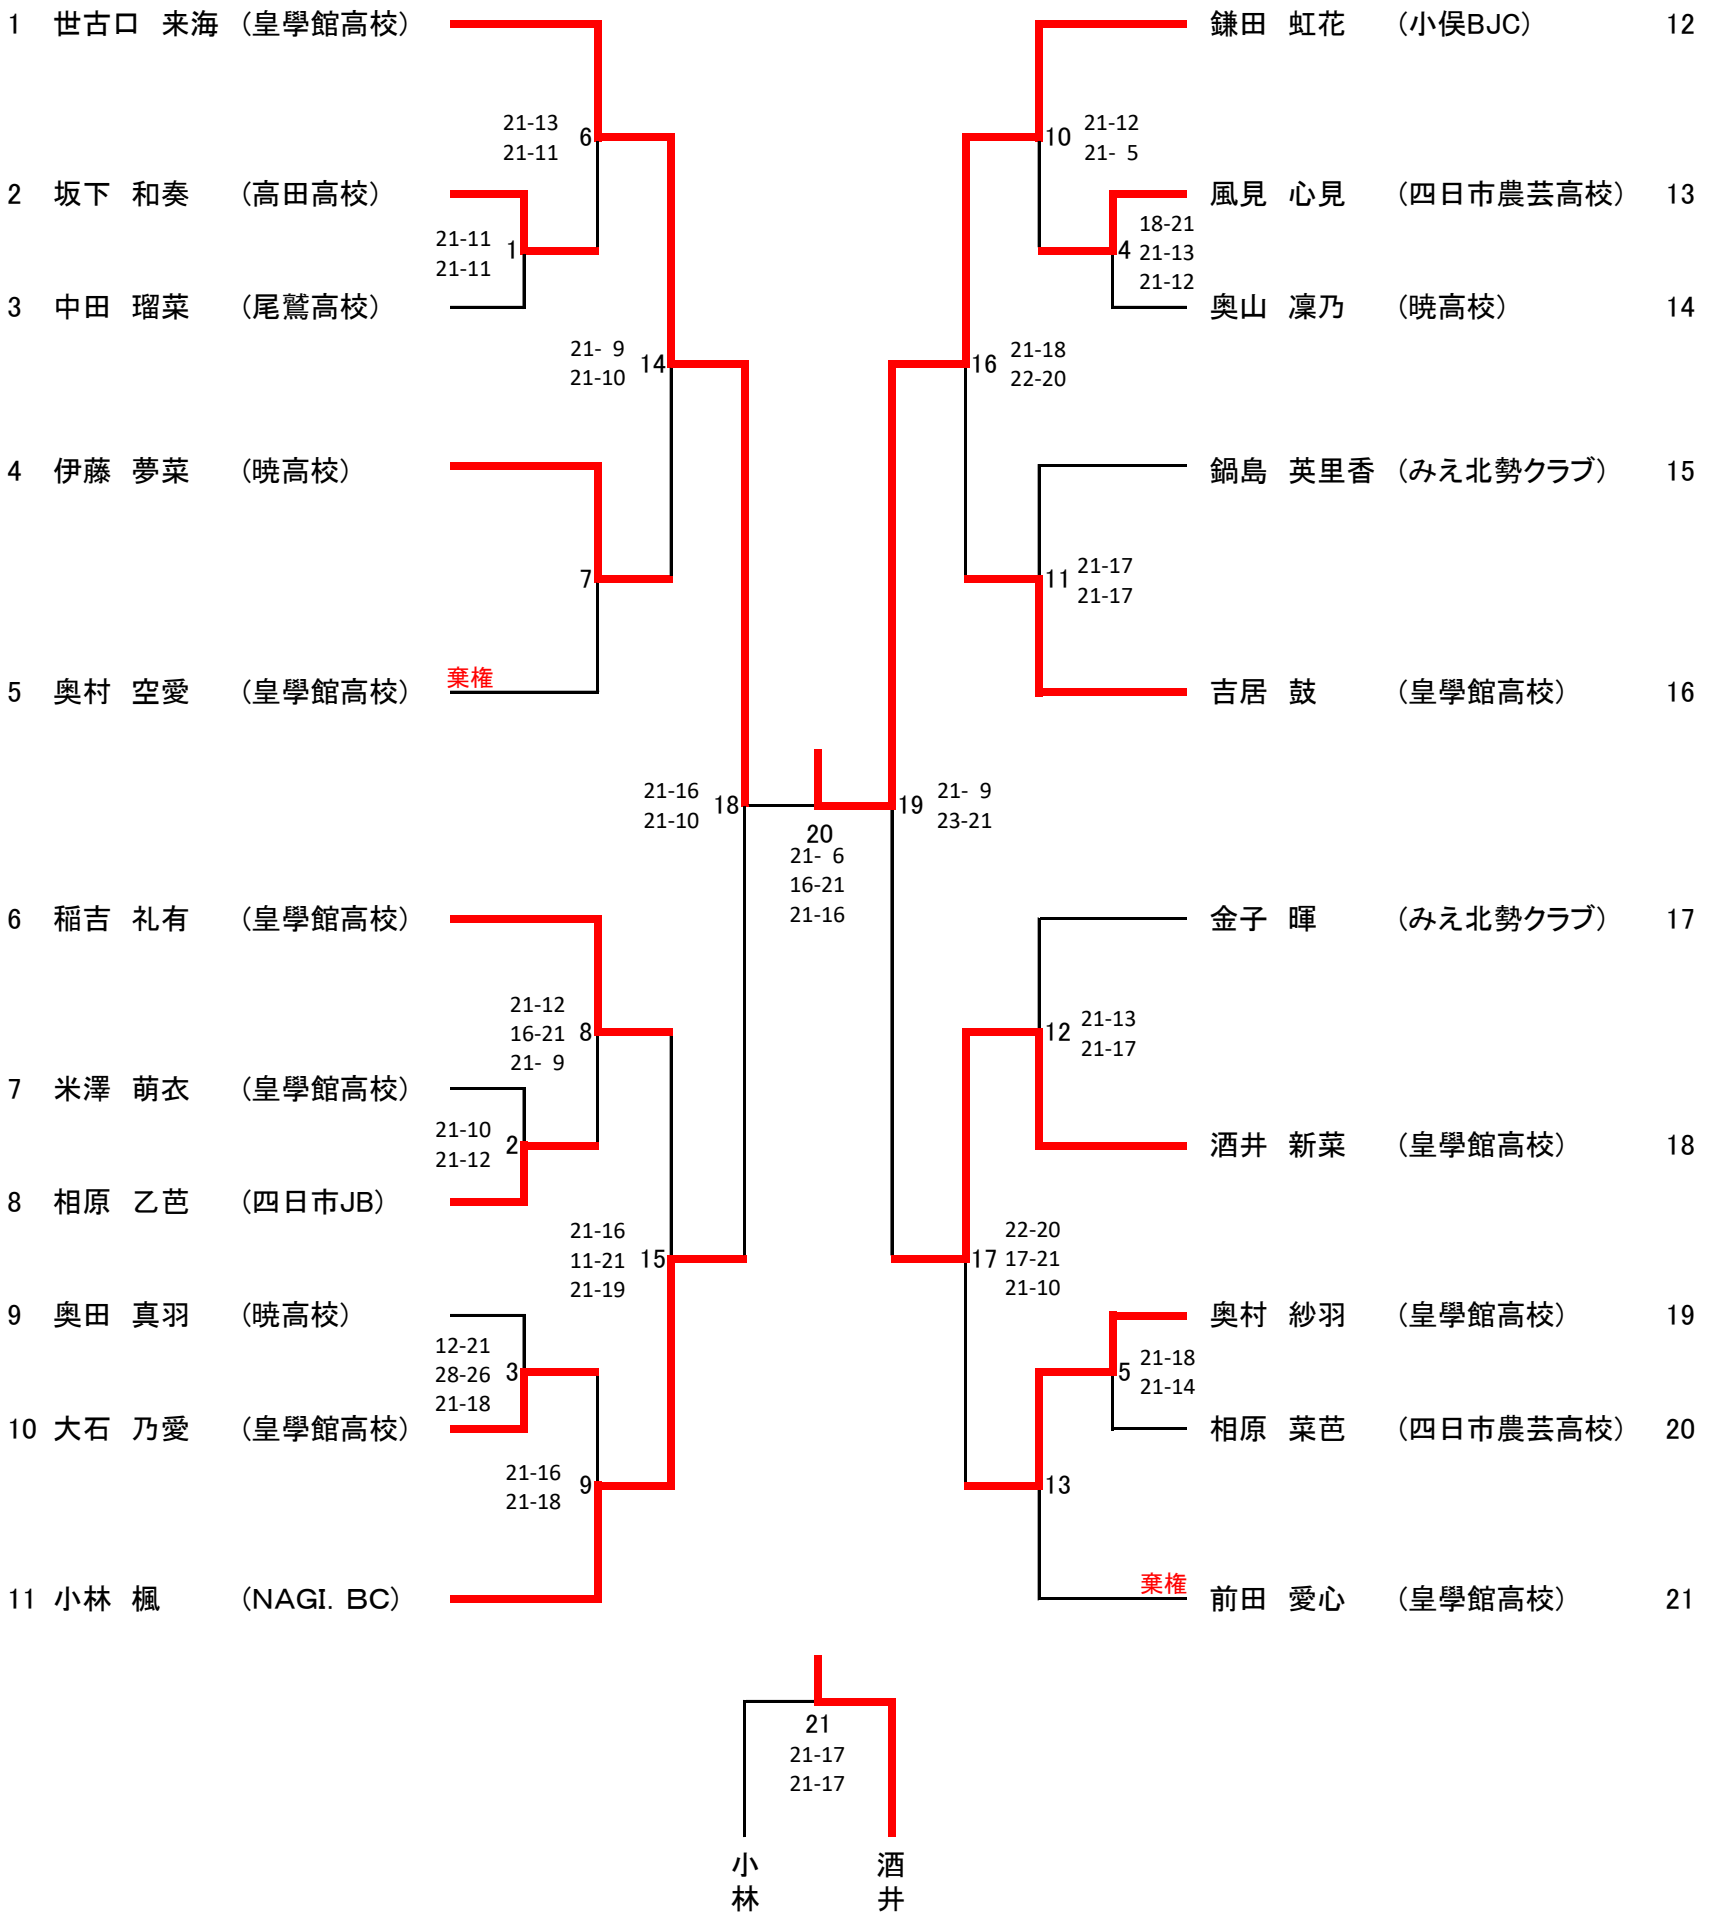 1 世古口 来海 (皇學館高校)
21-13
21-11
6
2 坂下 和奏 (高田高校)
21-11
21-11
1
3 中田 瑠菜 (尾鷲高校)
21- 9
21-10
14
4 伊藤 夢菜 (暁高校)
7
5 奥村 空愛 (皇學館高校) 棄権
21-16
21-10
18
6 稲吉 礼有 (皇學館高校)
21-12
16-21
21- 9
8
7 米澤 萌衣 (皇學館高校)
21-10
21-12
2
8 相原 乙芭 (四日市JB)
21-16
11-21
21-19
15
9 奥田 真羽 (暁高校)
12-21
28-26
21-18
3
10 大石 乃愛 (皇學館高校)
21-16
21-18
9
11 小林 楓 (NAGI. BC)
20
21- 6
16-21
21-16
鎌田 虹花 (小俣BJC) 12
10
21-12
21- 5
風見 心見 (四日市農芸高校) 13
4
18-21
21-13
21-12
奥山 凜乃 (暁高校) 14
16
21-18
22-20
鍋島 英里香 (みえ北勢クラブ) 15
11
21-17
21-17
吉居 鼓 (皇學館高校) 16
19
21- 9
23-21
金子 暉 (みえ北勢クラブ) 17
12
21-13
21-17
酒井 新菜 (皇學館高校) 18
17
22-20
17-21
21-10
奥村 紗羽 (皇學館高校) 19
5
21-18
21-14
相原 菜芭 (四日市農芸高校) 20
13
棄権 前田 愛心 (皇學館高校) 21
21
21-17
21-17
小林
酒井